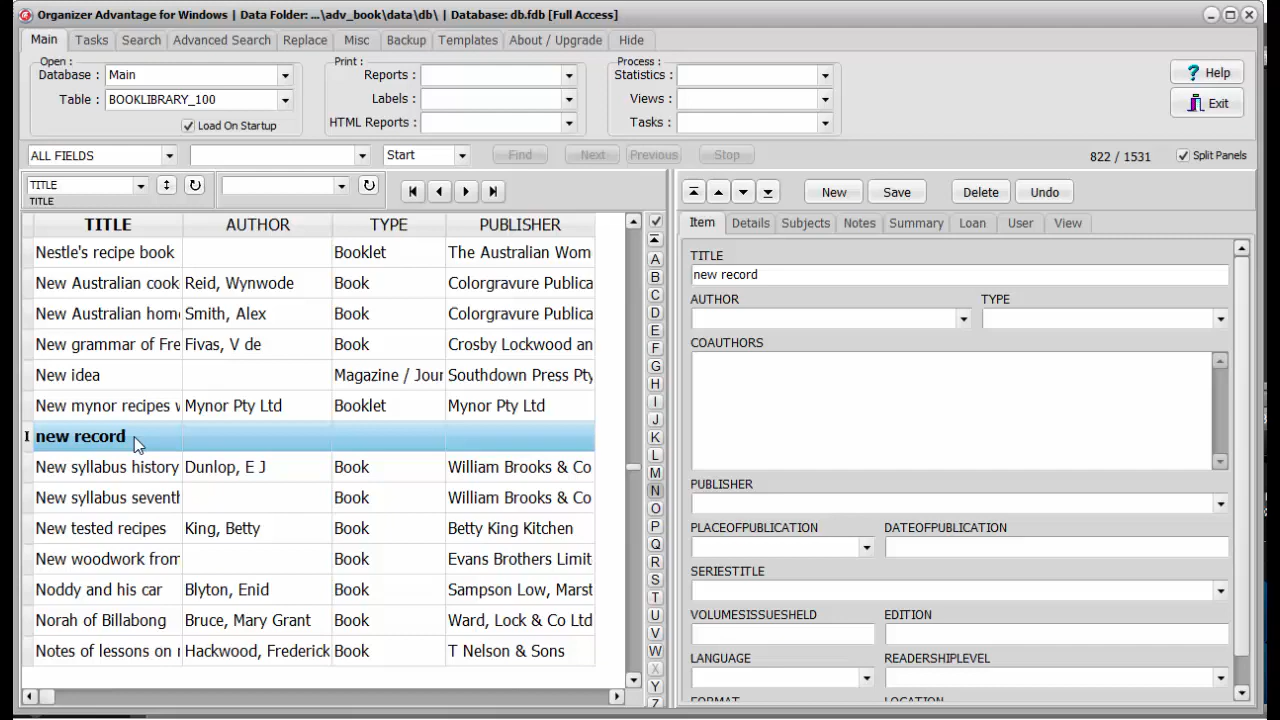 Organizer Advantage for Windows | Data Folder: ...\adv_book\data\db\ | Database: db.fdb [Full Access]
Main Tasks Search Advanced Search Replace Misc Backup Templates About / Upgrade Hide
Open: Print: Process:
Database : Main Reports : Statistics : Help
Table : BOOKLIBRARY_100 Labels : Views : Exit
Load On Startup HTML Reports : Tasks :
ALL FIELDS Start Find Next Previous Stop 822 / 1531 Split Panels
TITLE
TITLE
New Save Delete Undo
TITLE AUTHOR TYPE PUBLISHER
Nestle's recipe book Booklet The Australian Wom
New Australian cook Reid, Wynwode Book Colorgravure Publica
New Australian hom Smith, Alex Book Colorgravure Publica
New grammar of Fre Fivas, V de Book Crosby Lockwood an
New idea Magazine / Jour Southdown Press Pty
New mynor recipes v Mynor Pty Ltd Booklet Mynor Pty Ltd
I new record
New syllabus history Dunlop, E J Book William Brooks & Co
New syllabus sevent Book William Brooks & Co
New tested recipes King, Betty Book Betty King Kitchen
New woodwork from Book Evans Brothers Limit
Noddy and his car Blyton, Enid Book Sampson Low, Marst
Norah of Billabong Bruce, Mary Grant Book Ward, Lock & Co Ltd
Notes of lessons on Hackwood, Frederick Book T Nelson & Sons
A
B
C
D
E
F
G
H
I
J
K
L
M
N
O
P
Q
R
S
T
U
V
W
X
Y
Z
Item Details Subjects Notes Summary Loan User View
TITLE
new record
AUTHOR TYPE
COAUTHORS
PUBLISHER
PLACEOFPUBLICATION DATEOFPUBLICATION
SERIESTITLE
VOLUMESISSUESHELD EDITION
LANGUAGE READERSHIPLEVEL
FORMAT LOCATION